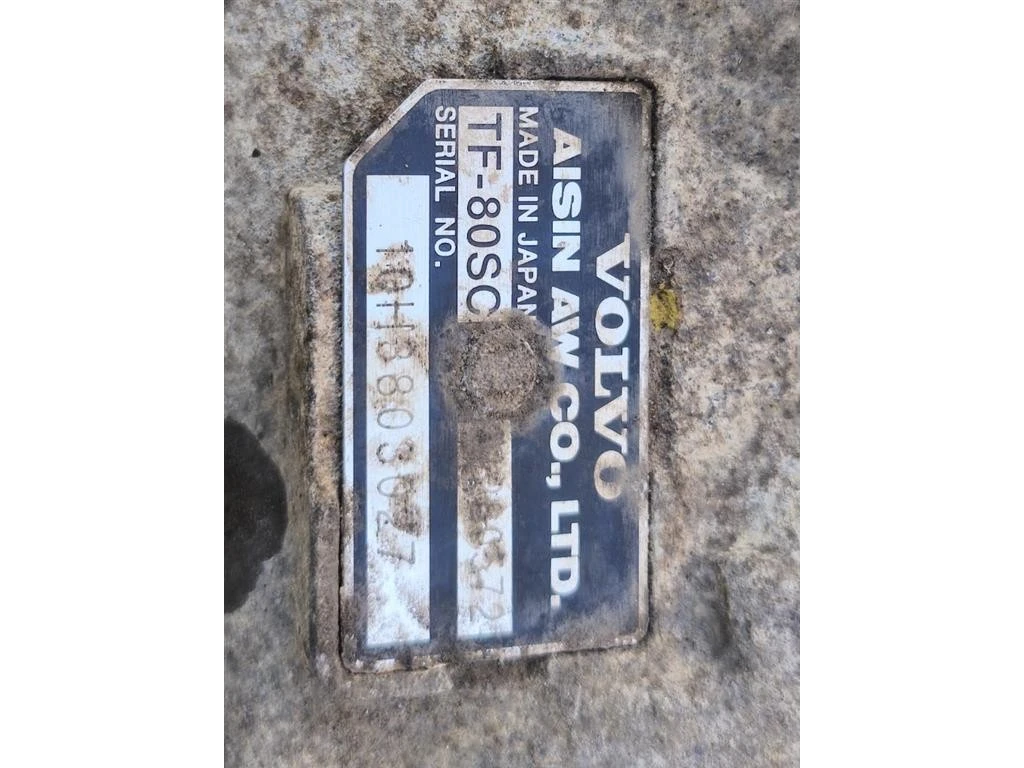 VOLVO
AISIN AW CO., LTD.
MADE IN JAPAN
TF-80SC
SERIAL NO.